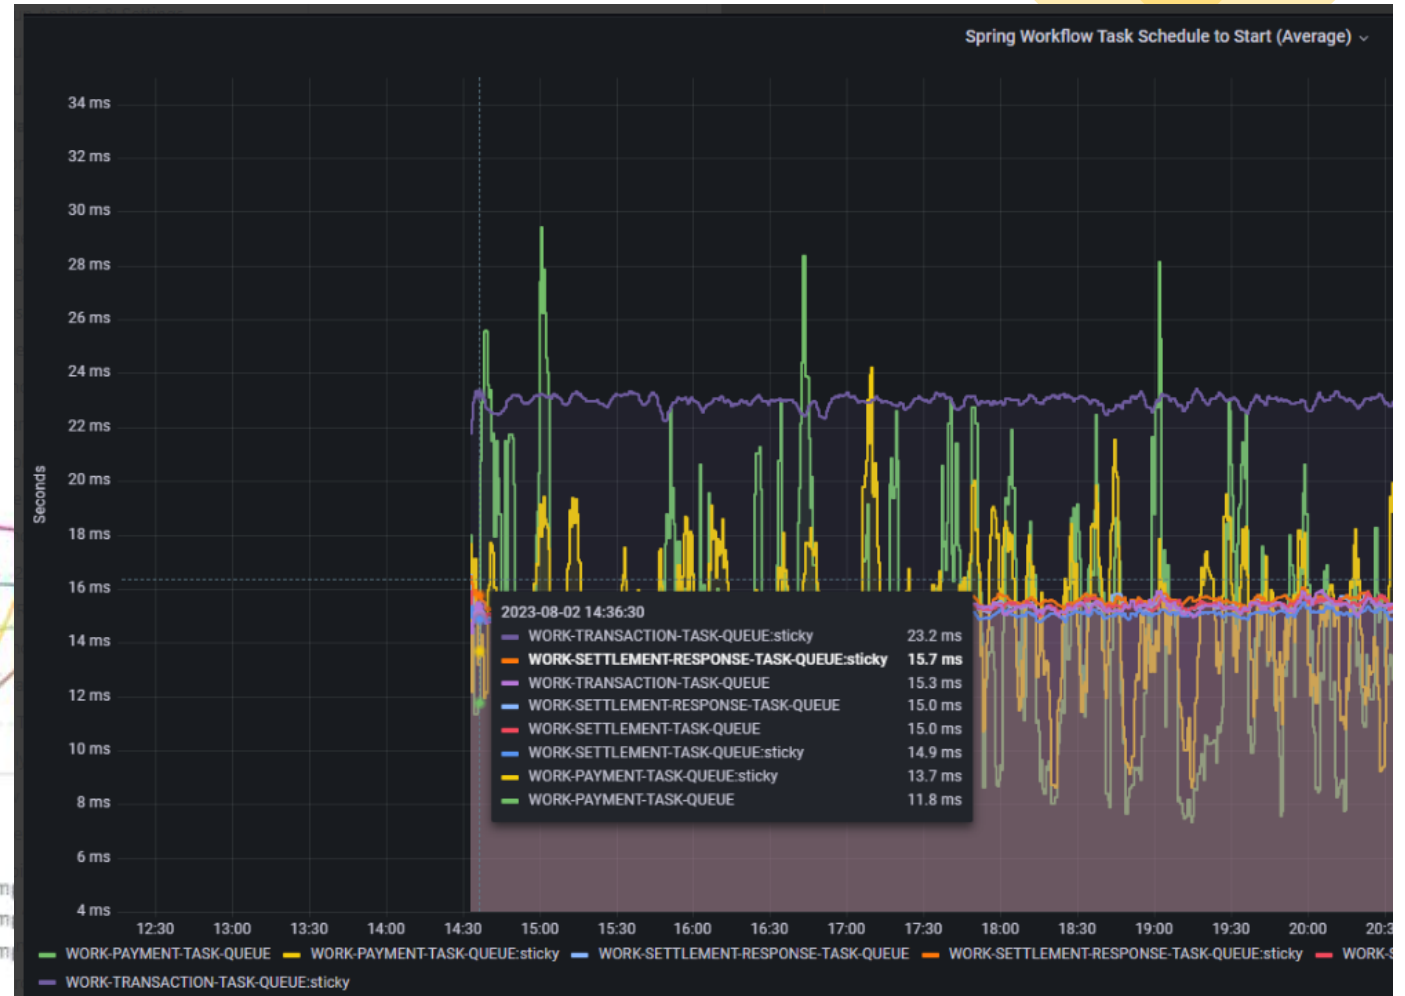 Spring Workflow Task Schedule to Start (Average)
34 ms
32 ms
30 ms
28 ms
26 ms
24 ms
22 ms
20 ms
18 ms
16 ms
14 ms
12 ms
10 ms
8 ms
6 ms
4 ms
Seconds
2023-08-02 14:36:30
WORK-TRANSACTION-TASK-QUEUE:sticky 23.2 ms
WORK-SETTLEMENT-RESPONSE-TASK-QUEUE:sticky 15.7 ms
WORK-TRANSACTION-TASK-QUEUE 15.3 ms
WORK-SETTLEMENT-RESPONSE-TASK-QUEUE 15.0 ms
WORK-SETTLEMENT-TASK-QUEUE 15.0 ms
WORK-SETTLEMENT-TASK-QUEUE:sticky 14.9 ms
WORK-PAYMENT-TASK-QUEUE:sticky 13.7 ms
WORK-PAYMENT-TASK-QUEUE 11.8 ms
12:30 13:00 13:30 14:00 14:30 15:00 15:30 16:00 16:30 17:00 17:30 18:00 18:30 19:00 19:30 20:00 20:3
WORK-PAYMENT-TASK-QUEUE WORK-PAYMENT-TASK-QUEUE:sticky WORK-SETTLEMENT-RESPONSE-TASK-QUEUE WORK-SETTLEMENT-RESPONSE-TASK-QUEUE:sticky WORK-S
WORK-TRANSACTION-TASK-QUEUE:sticky